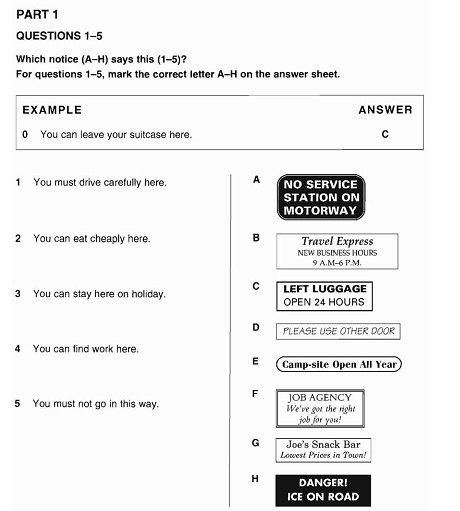 PART 1
QUESTIONS 1–5
Which notice (A–H) says this (1–5)?
For questions 1–5, mark the correct letter A–H on the answer sheet.
EXAMPLE ANSWER
0 You can leave your suitcase here. C
1 You must drive carefully here.
2 You can eat cheaply here.
3 You can stay here on holiday.
4 You can find work here.
5 You must not go in this way.
A NO SERVICE
STATION ON
MOTORWAY
B Travel Express
NEW BUSINESS HOURS
9 A.M–6 P.M.
C LEFT LUGGAGE
OPEN 24 HOURS
D PLEASE USE OTHER DOOR
E Camp-site Open All Year
F JOB AGENCY
We've got the right
job for you!
G Joe's Snack Bar
Lowest Prices in Town!
H DANGER!
ICE ON ROAD